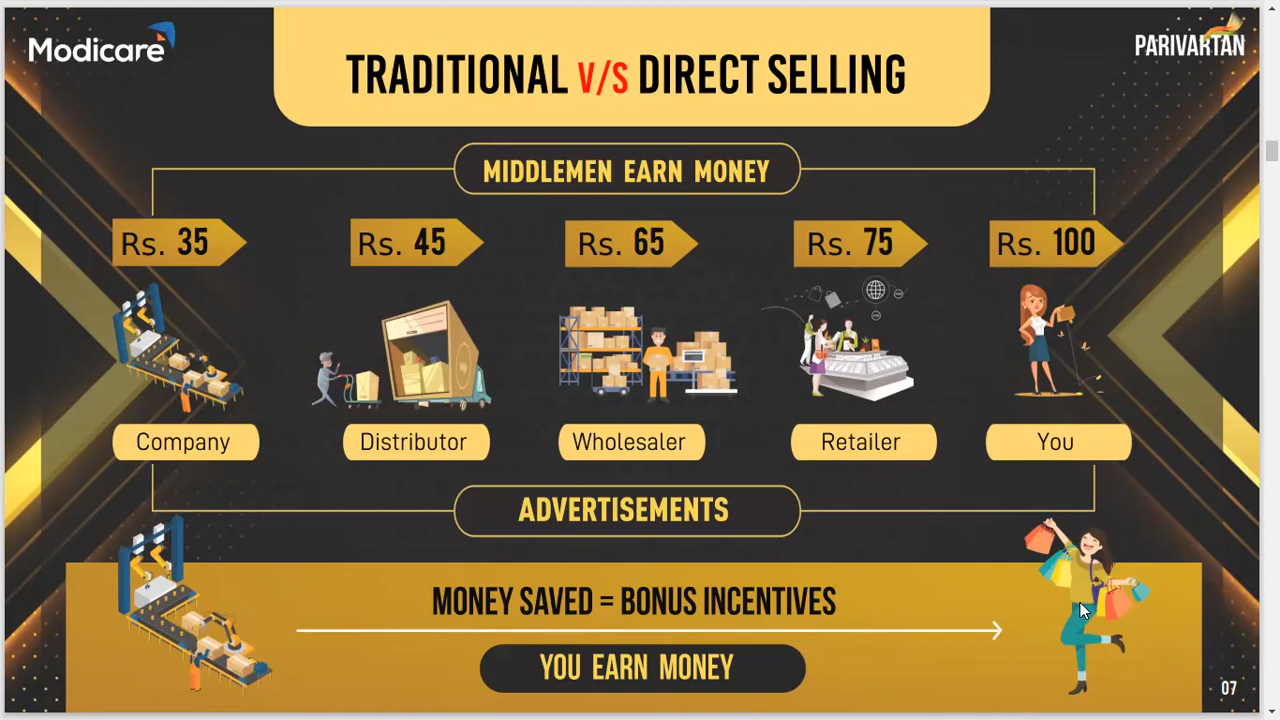 Modicare
PARIVARTAN
TRADITIONAL V/S DIRECT SELLING
MIDDLEMEN EARN MONEY
Rs. 35
Rs. 45
Rs. 65
Rs. 75
Rs. 100
Company
Distributor
Wholesaler
Retailer
You
ADVERTISEMENTS
MONEY SAVED = BONUS INCENTIVES
YOU EARN MONEY
07